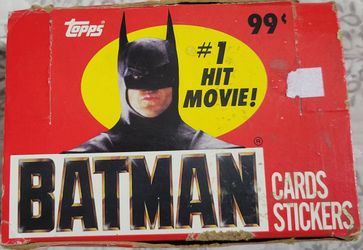 Topps
99¢
#1
HIT
MOVIE!
®
BATMAN
CARDS
STICKERS